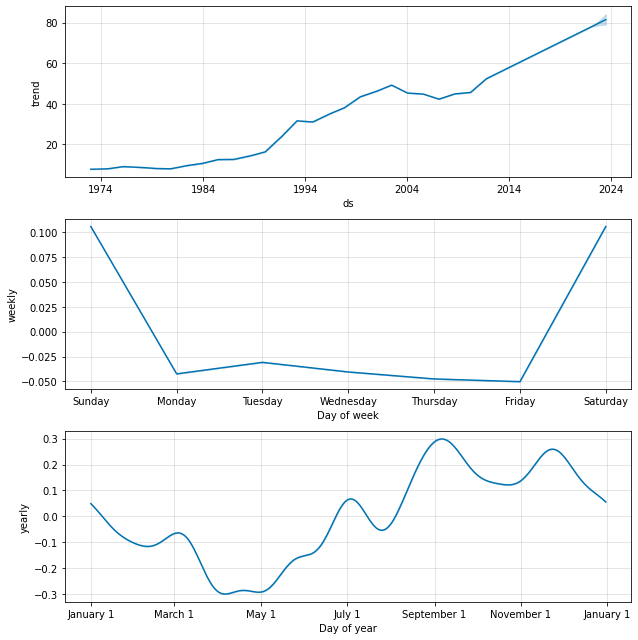 80
60
40
20
trend
1974 1984 1994 2004 2014 2024
ds
0.100
0.075
0.050
0.025
0.000
−0.025
−0.050
weekly
Sunday Monday Tuesday Wednesday Thursday Friday Saturday
Day of week
0.3
0.2
0.1
0.0
−0.1
−0.2
−0.3
yearly
January 1 March 1 May 1 July 1 September 1 November 1 January 1
Day of year